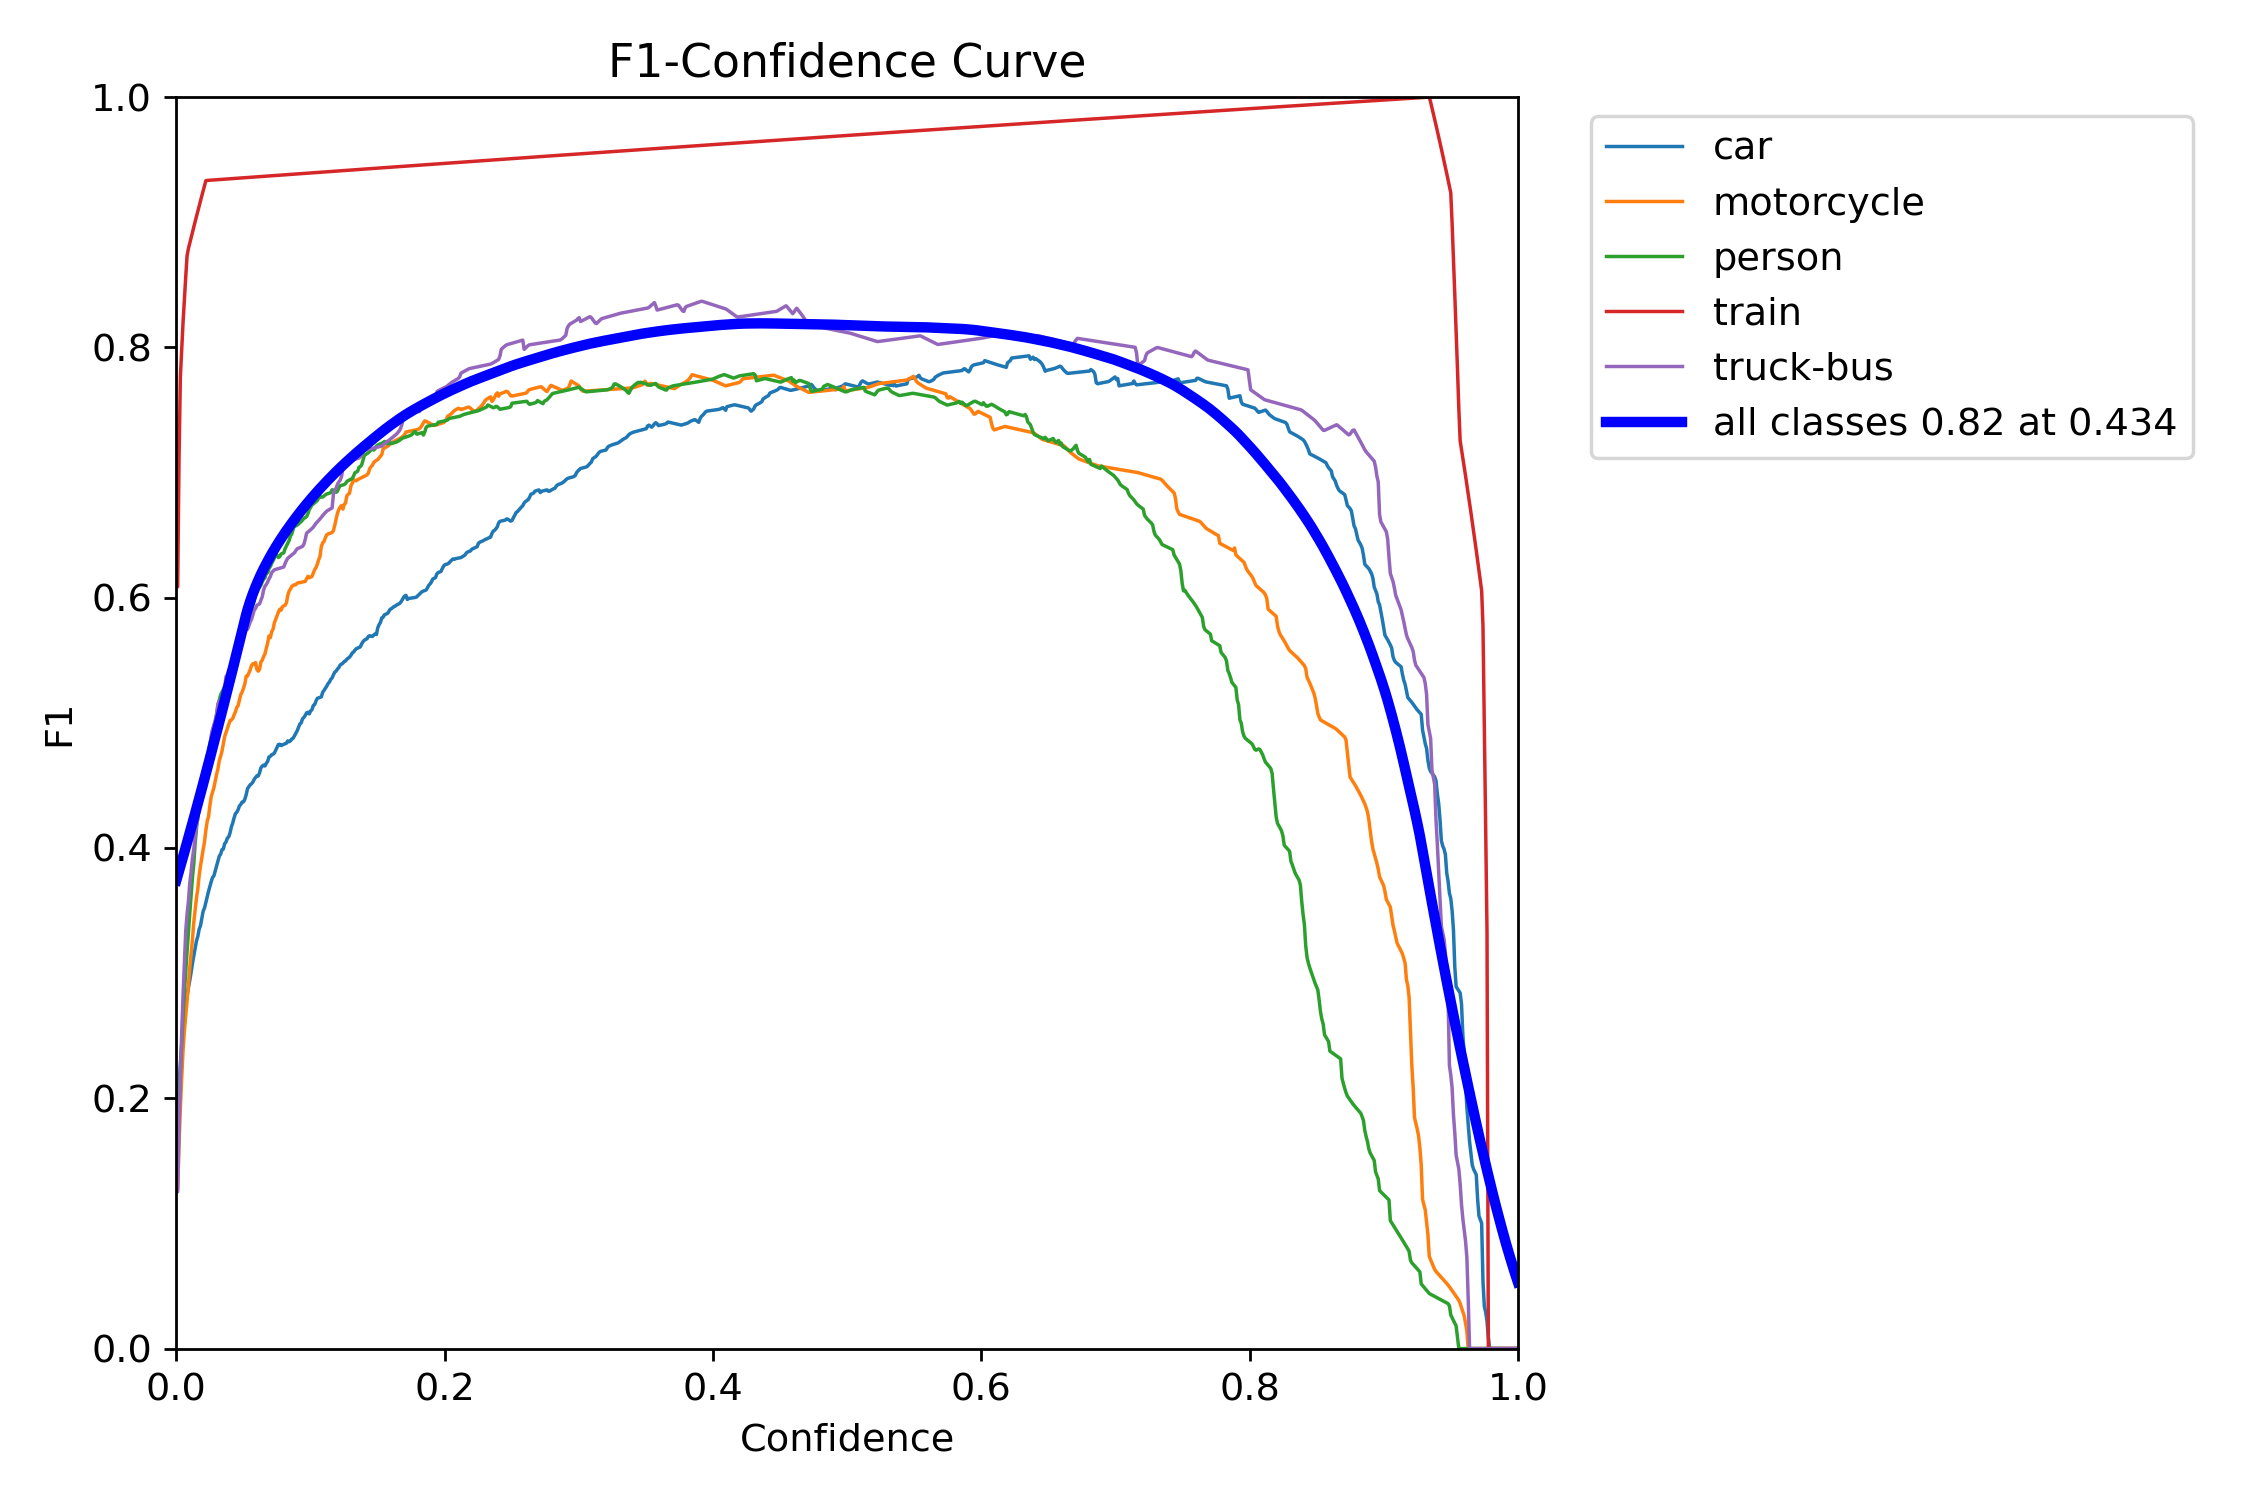 F1-Confidence Curve
1.0
0.8
0.6
0.4
0.2
0.0
F1
0.0 0.2 0.4 0.6 0.8 1.0
Confidence
car
motorcycle
person
train
truck-bus
all classes 0.82 at 0.434